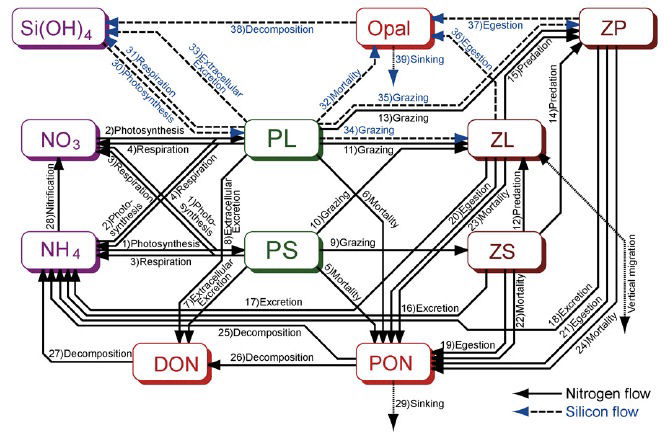 Si(OH)4
38)Decomposition
Opal
37)Egestion
ZP
36)Egestion
39)Sinking
31)Respiration
30)Photosynthesis
33)Extracellular
Excretion
32)Mortality
35)Grazing
13)Grazing
15)Predation
14)Predation
NO3
2)Photosynthesis
4)Respiration
PL
34)Grazing
11)Grazing
ZL
3)Respiration
4)Respiration
2)Photo-
synthesis
1)Photo-
synthesis
8)Extracellular
Excretion
10)Grazing
6)Mortality
20)Egestion
23)Mortality
12)Predation
28)Nitrification
NH4
1)Photosynthesis
3)Respiration
PS
9)Grazing
ZS
Vertical migration
7)Extracellular
Excretion
5)Mortality
17)Excretion
16)Excretion
22)Mortality
18)Excretion
21)Egestion
24)Mortality
25)Decomposition
19)Egestion
27)Decomposition
DON
26)Decomposition
PON
29)Sinking
Nitrogen flow
Silicon flow